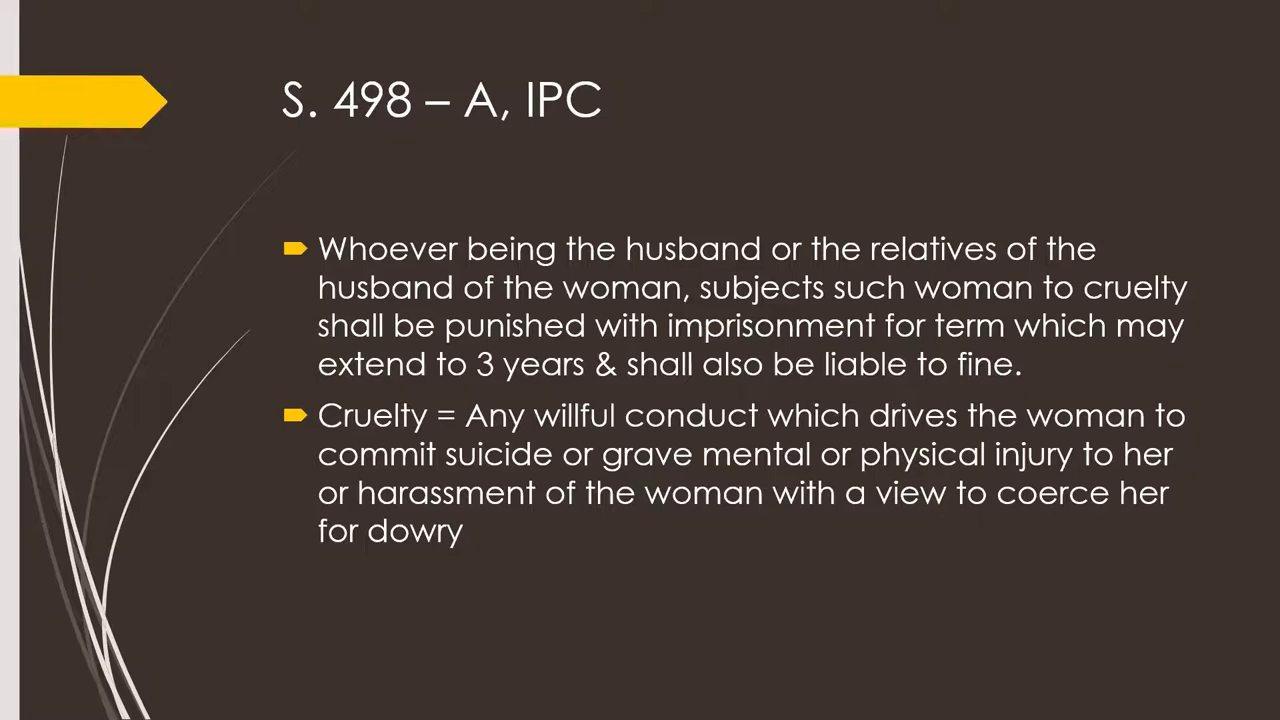 S. 498 – A, IPC
Whoever being the husband or the relatives of the
husband of the woman, subjects such woman to cruelty
shall be punished with imprisonment for term which may
extend to 3 years & shall also be liable to fine.
Cruelty = Any willful conduct which drives the woman to
commit suicide or grave mental or physical injury to her
or harassment of the woman with a view to coerce her
for dowry